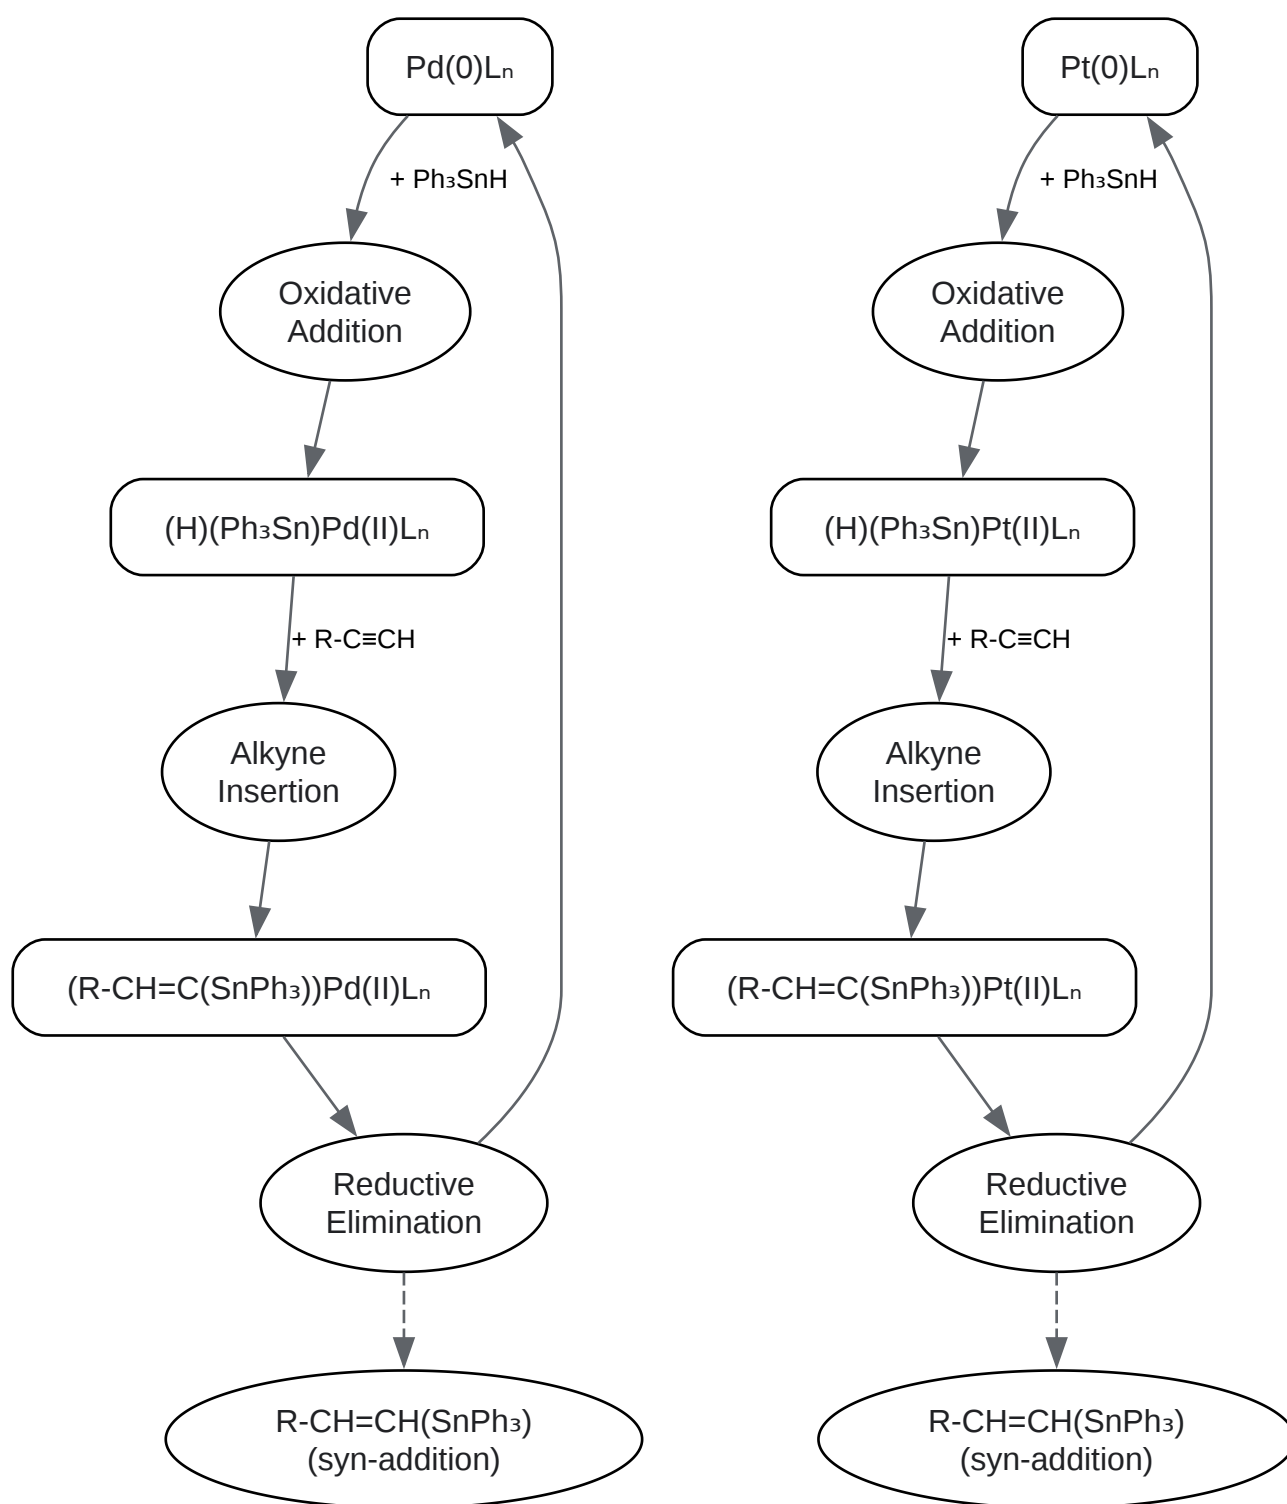 Pd(0)Lₙ
+ Ph₃SnH
Oxidative
Addition
(H)(Ph₃Sn)Pd(II)Lₙ
+ R-C≡CH
Alkyne
Insertion
(R-CH=C(SnPh₃))Pd(II)Lₙ
Reductive
Elimination
R-CH=CH(SnPh₃)
(syn-addition)
Pt(0)Lₙ
+ Ph₃SnH
Oxidative
Addition
(H)(Ph₃Sn)Pt(II)Lₙ
+ R-C≡CH
Alkyne
Insertion
(R-CH=C(SnPh₃))Pt(II)Lₙ
Reductive
Elimination
R-CH=CH(SnPh₃)
(syn-addition)